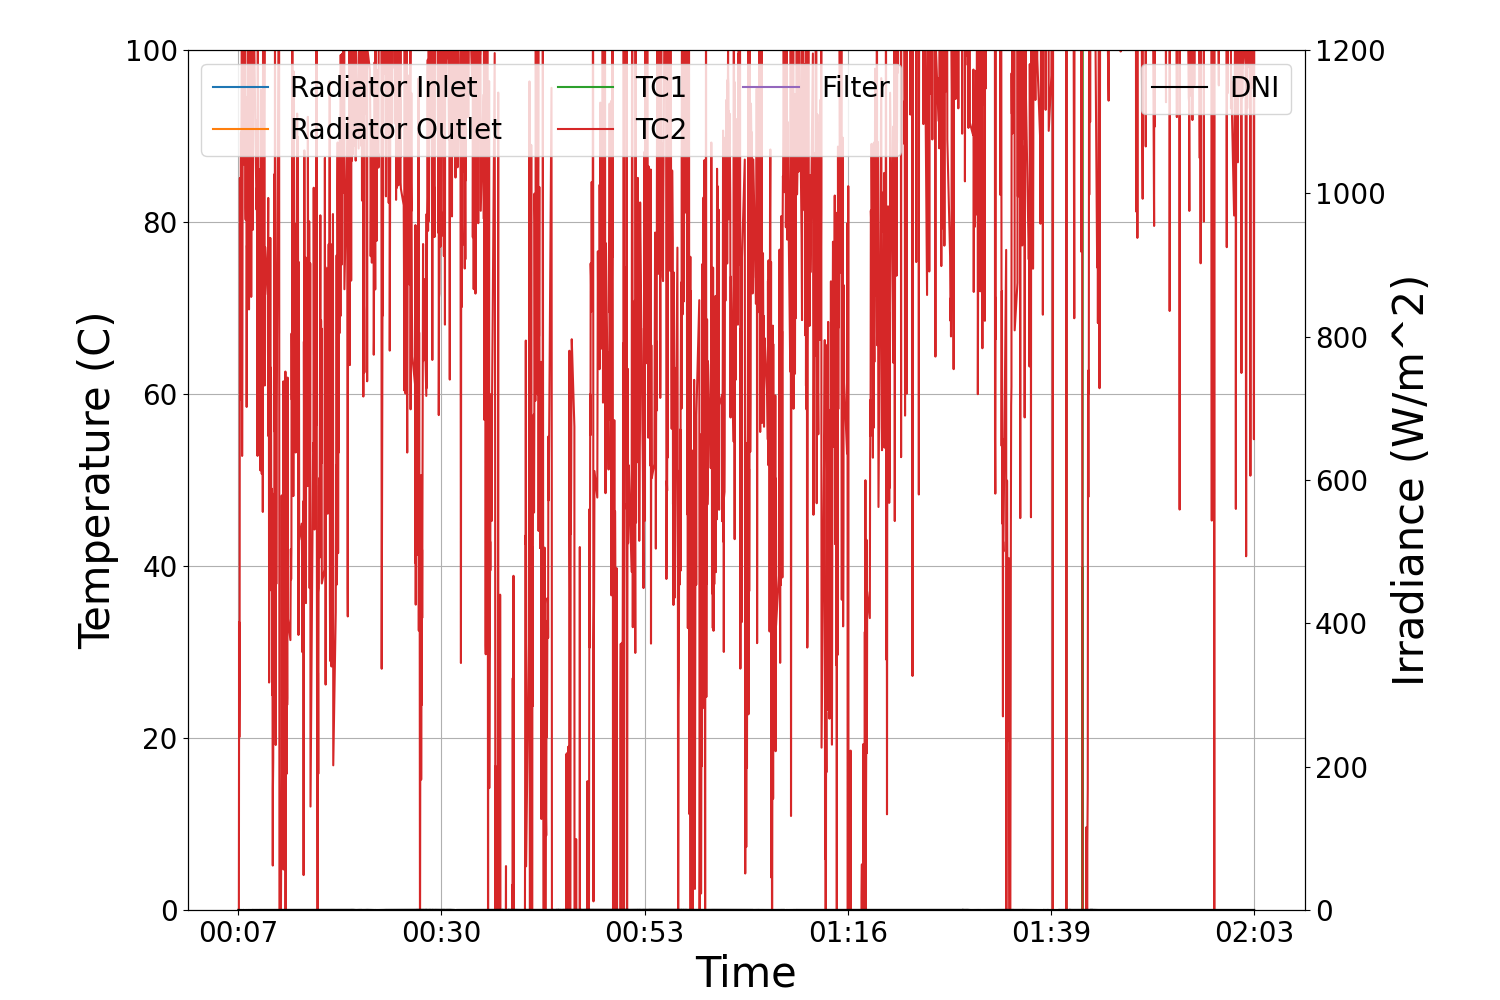 100
80
60
40
20
0
Temperature (C)
Radiator Inlet
Radiator Outlet
TC1
TC2
Filter
DNI
1200
1000
800
600
400
200
0
Irradiance (W/m^2)
00:07 00:30 00:53 01:16 01:39 02:03
Time